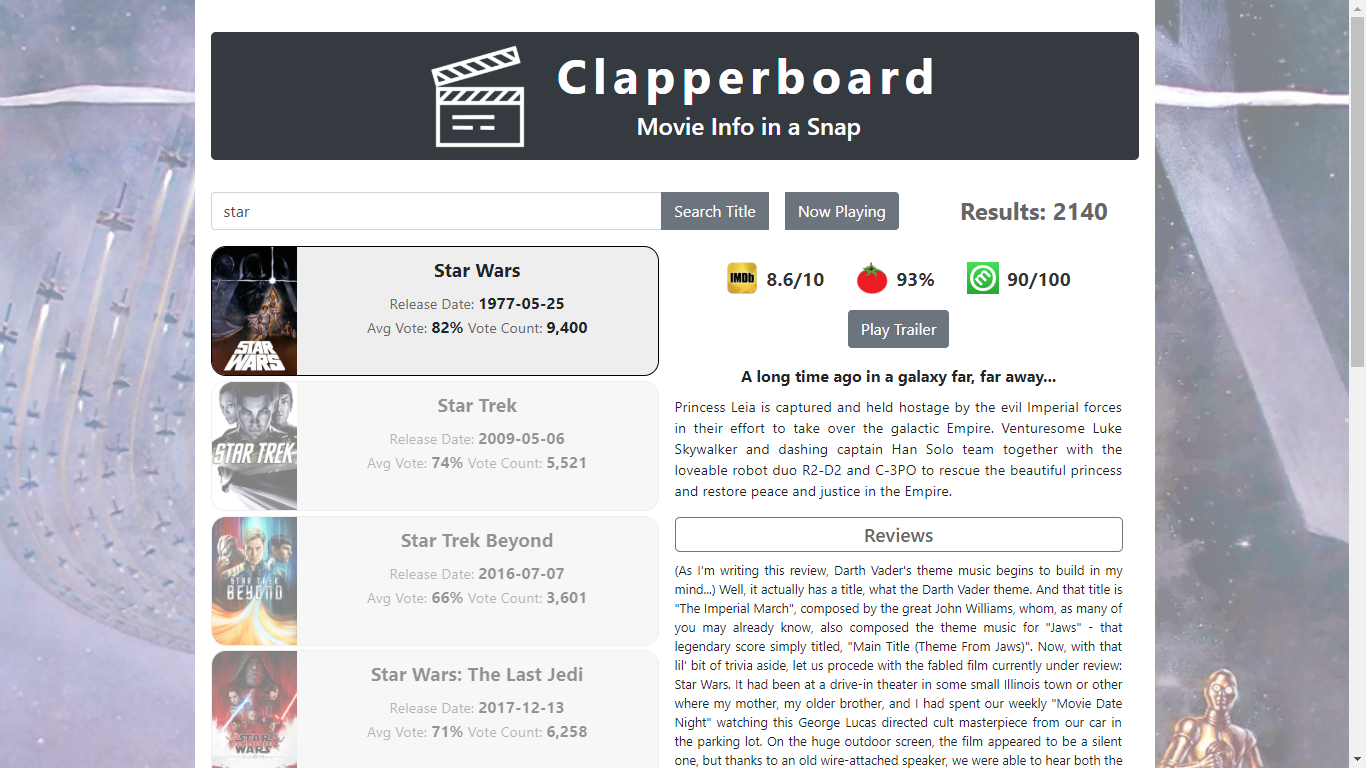 Clapperboard
Movie Info in a Snap
star
Search Title
Now Playing
Results: 2140
STAR
WARS
Star Wars
Release Date: 1977-05-25
Avg Vote: 82% Vote Count: 9,400
STAR TREK
Star Trek
Release Date: 2009-05-06
Avg Vote: 74% Vote Count: 5,521
STAR TREK
BEYOND
Star Trek Beyond
Release Date: 2016-07-07
Avg Vote: 66% Vote Count: 3,601
STAR
WARS
Star Wars: The Last Jedi
Release Date: 2017-12-13
Avg Vote: 71% Vote Count: 6,258
IMDb
8.6/10
93%
m
90/100
Play Trailer
A long time ago in a galaxy far, far away...
Princess Leia is captured and held hostage by the evil Imperial forces
in their effort to take over the galactic Empire. Venturesome Luke
Skywalker and dashing captain Han Solo team together with the
loveable robot duo R2-D2 and C-3PO to rescue the beautiful princess
and restore peace and justice in the Empire.
Reviews
(As I'm writing this review, Darth Vader's theme music begins to build in my
mind...) Well, it actually has a title, what the Darth Vader theme. And that title is
"The Imperial March", composed by the great John Williams, whom, as many of
you may already know, also composed the theme music for "Jaws" - that
legendary score simply titled, "Main Title (Theme From Jaws)". Now, with that
lil' bit of trivia aside, let us procede with the fabled film currently under review:
Star Wars. It had been at a drive-in theater in some small Illinois town or other
where my mother, my older brother, and I had spent our weekly "Movie Date
Night" watching this George Lucas directed cult masterpiece from our car in
the parking lot. On the huge outdoor screen, the film appeared to be a silent
one, but thanks to an old wire-attached speaker, we were able to hear both the